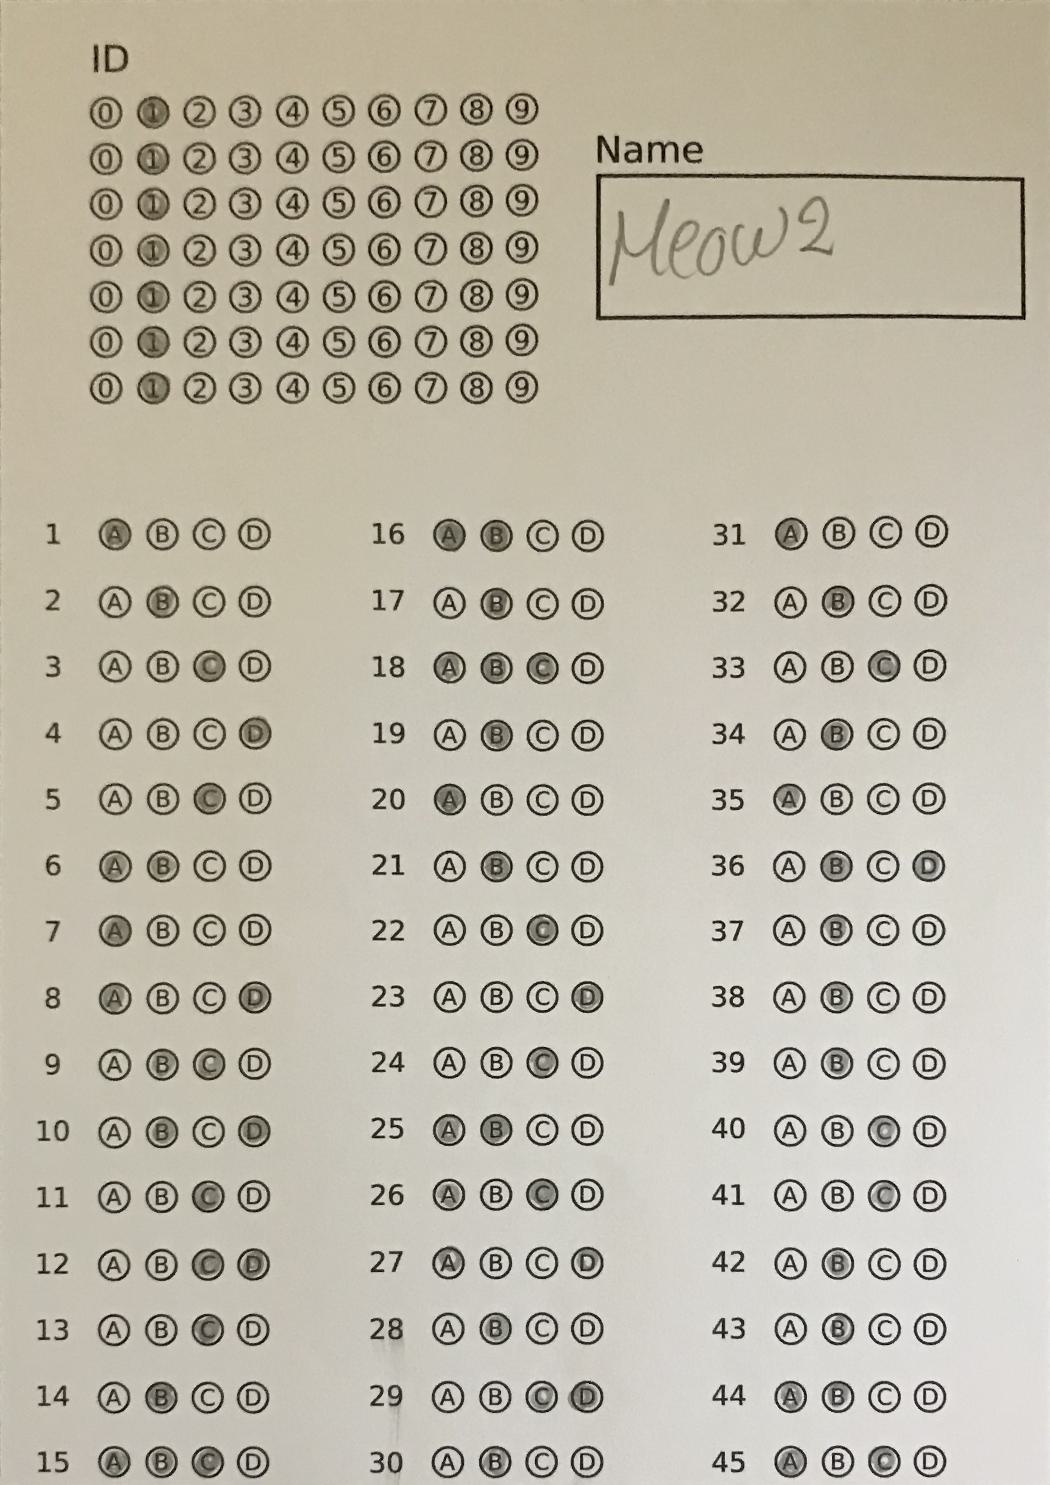 ID
0 1 2 3 4 5 6 7 8 9
0 1 2 3 4 5 6 7 8 9
0 1 2 3 4 5 6 7 8 9
0 1 2 3 4 5 6 7 8 9
0 1 2 3 4 5 6 7 8 9
0 1 2 3 4 5 6 7 8 9
0 1 2 3 4 5 6 7 8 9
Name
Meow2
1 A B C D
2 A B C D
3 A B C D
4 A B C D
5 A B C D
6 A B C D
7 A B C D
8 A B C D
9 A B C D
10 A B C D
11 A B C D
12 A B C D
13 A B C D
14 A B C D
15 A B C D
16 A B C D
17 A B C D
18 A B C D
19 A B C D
20 A B C D
21 A B C D
22 A B C D
23 A B C D
24 A B C D
25 A B C D
26 A B C D
27 A B C D
28 A B C D
29 A B C D
30 A B C D
31 A B C D
32 A B C D
33 A B C D
34 A B C D
35 A B C D
36 A B C D
37 A B C D
38 A B C D
39 A B C D
40 A B C D
41 A B C D
42 A B C D
43 A B C D
44 A B C D
45 A B C D